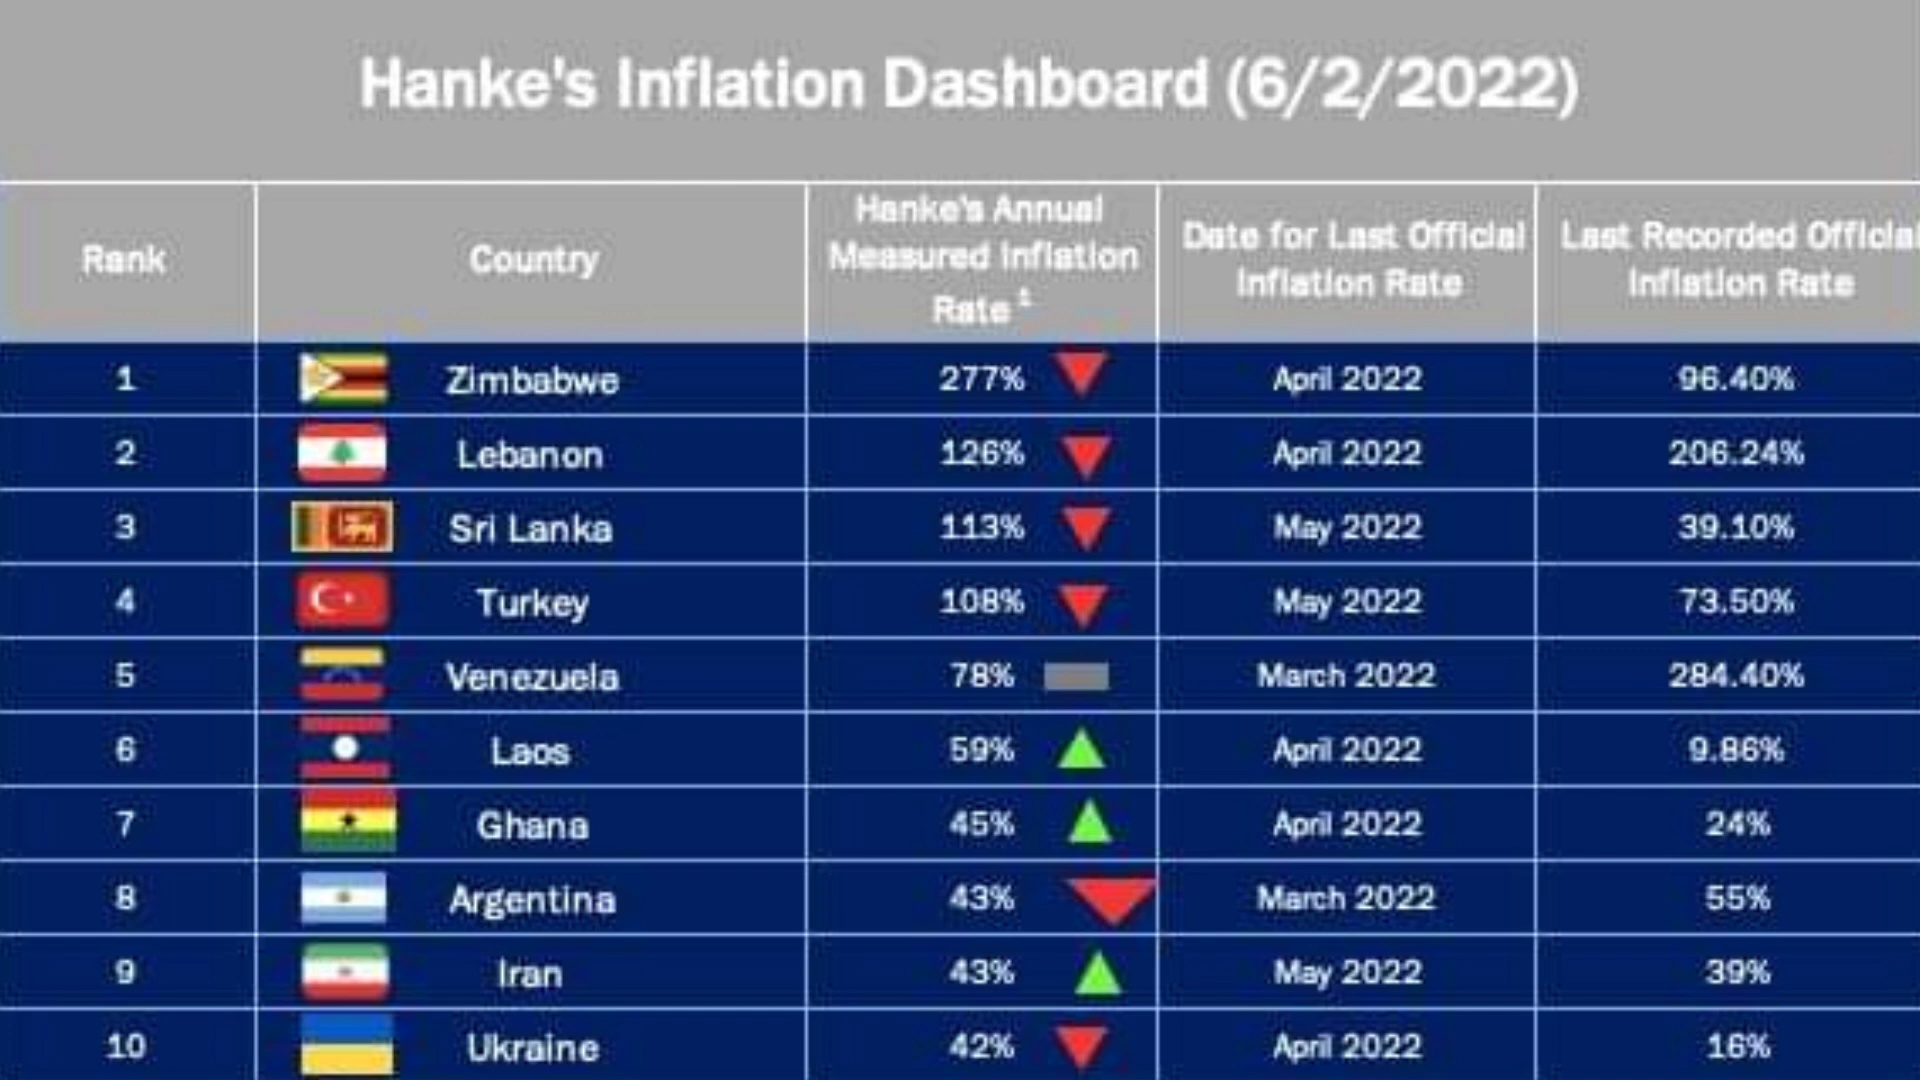 Hanke's Inflation Dashboard (6/2/2022)
Rank
Country
Hanke's Annual
Measured Inflation
Rate ¹
Date for Last Official
Inflation Rate
Last Recorded Official
Inflation Rate
1 Zimbabwe 277% April 2022 96.40%
2 Lebanon 126% April 2022 206.24%
3 Sri Lanka 113% May 2022 39.10%
4 Turkey 108% May 2022 73.50%
5 Venezuela 78% March 2022 284.40%
6 Laos 59% April 2022 9.86%
7 Ghana 45% April 2022 24%
8 Argentina 43% March 2022 55%
9 Iran 43% May 2022 39%
10 Ukraine 42% April 2022 16%